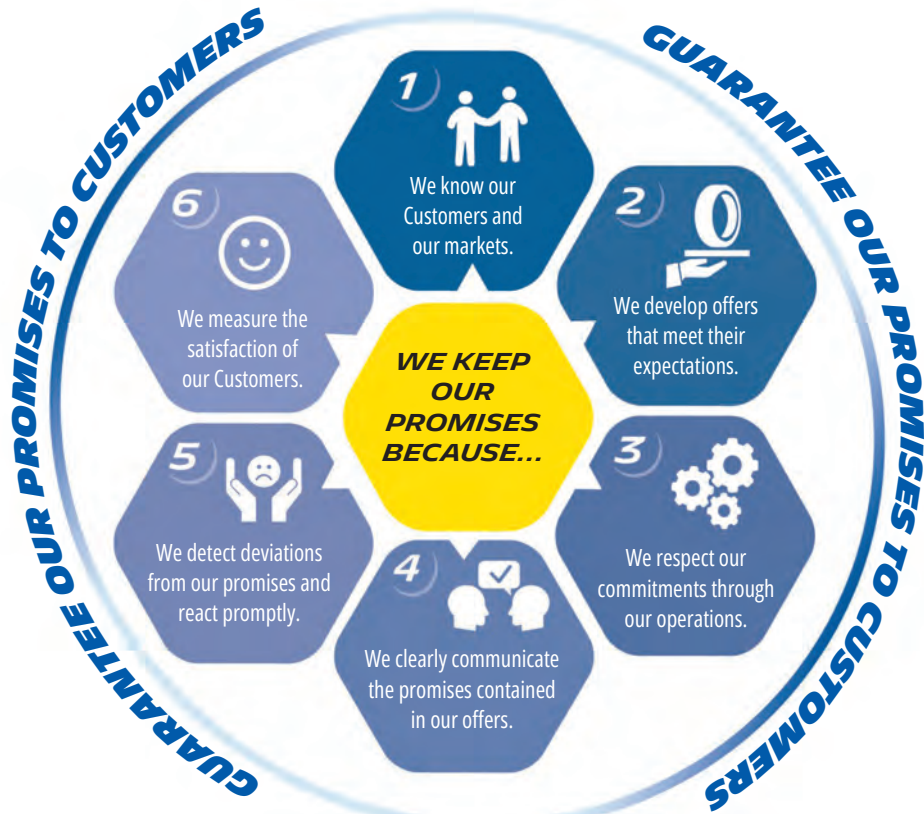 GUARANTEE OUR PROMISES TO CUSTOMERS
GUARANTEE OUR PROMISES TO CUSTOMERS
WE KEEP
OUR
PROMISES
BECAUSE...
1
We know our
Customers and
our markets.
2
We develop offers
that meet their
expectations.
3
We respect our
commitments through
our operations.
4
We clearly communicate
the promises contained
in our offers.
5
We detect deviations
from our promises and
react promptly.
6
We measure the
satisfaction of
our Customers.